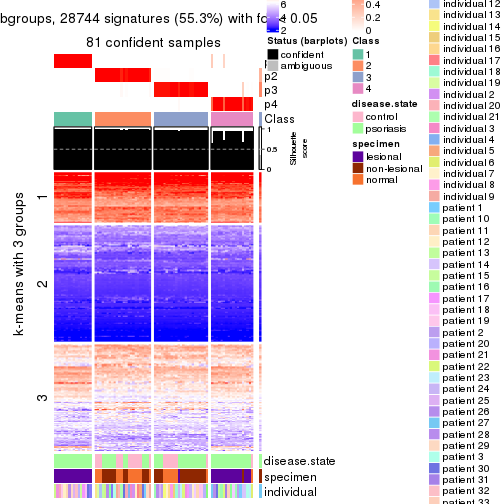 bgroups, 28744 signatures (55.3%) with fdr < 0.05
81 confident samples
p2
p3
p4
Class
1
0.5
0
Silhouette
score
k-means with 3 groups
1
2
3
disease.state
specimen
individual
6
4
2
Status (barplots)
confident
ambiguous
0.4
0.2
0
Class
1
2
3
4
disease.state
control
psoriasis
specimen
lesional
non-lesional
normal
individual 12
individual 13
individual 14
individual 15
individual 16
individual 17
individual 18
individual 19
individual 2
individual 20
individual 21
individual 3
individual 4
individual 5
individual 6
individual 7
individual 8
individual 9
patient 1
patient 10
patient 11
patient 12
patient 13
patient 14
patient 15
patient 16
patient 17
patient 18
patient 19
patient 2
patient 20
patient 21
patient 22
patient 23
patient 24
patient 25
patient 26
patient 27
patient 28
patient 29
patient 3
patient 30
patient 31
patient 32
patient 33